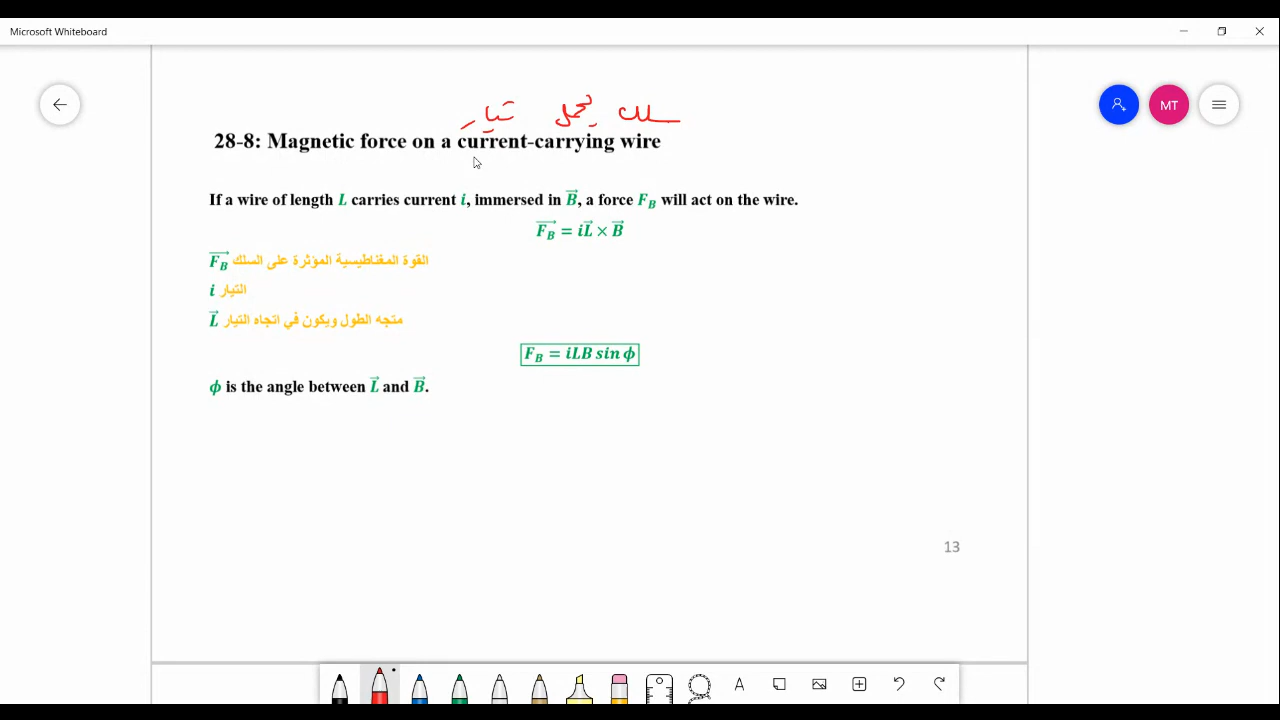 Microsoft Whiteboard
MT
سلك يحمل تيار
28-8: Magnetic force on a current-carrying wire
If a wire of length L carries current i, immersed in B⃗, a force F_B will act on the wire.
F_B⃗ = iL⃗ × B⃗
F_B⃗ القوة المغناطيسية المؤثرة على السلك
i التيار
L⃗ متجه الطول ويكون في اتجاه التيار
F_B = iLB sin ϕ
ϕ is the angle between L⃗ and B⃗.
13
A